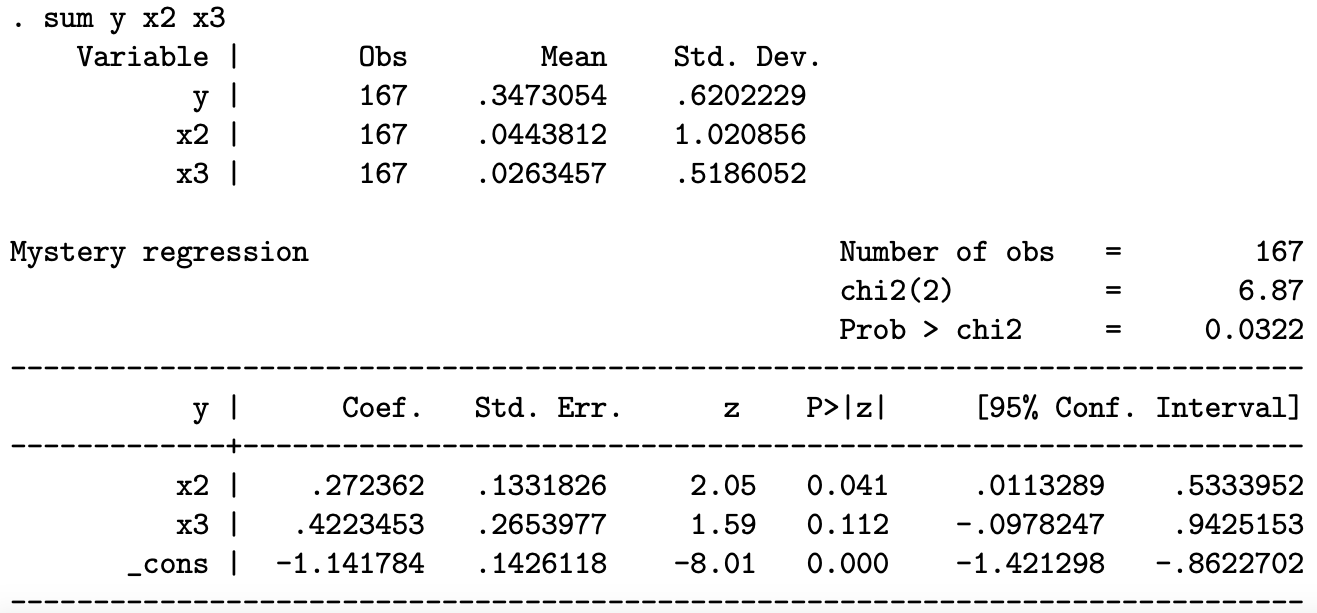 . sum y x2 x3
Variable | Obs Mean Std. Dev.
y | 167 .3473054 .6202229
x2 | 167 .0443812 1.020856
x3 | 167 .0263457 .5186052
Mystery regression Number of obs = 167
chi2(2) = 6.87
Prob > chi2 = 0.0322
------------------------------------------------------------------------------
y | Coef. Std. Err. z P>|z| [95% Conf. Interval]
-------------+----------------------------------------------------------------
x2 | .272362 .1331826 2.05 0.041 .0113289 .5333952
x3 | .4223453 .2653977 1.59 0.112 -.0978247 .9425153
_cons | -1.141784 .1426118 -8.01 0.000 -1.421298 -.8622702
------------------------------------------------------------------------------